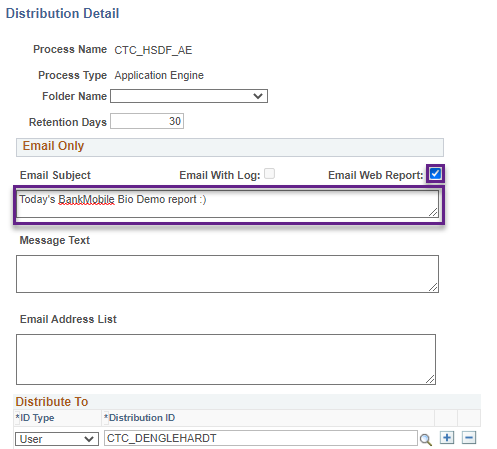 Distribution Detail
Process Name CTC_HSDF_AE
Process Type Application Engine
Folder Name
Retention Days 30
Email Only
Email Subject Email With Log: Email Web Report:
Today's BankMobile Bio Demo report :)
Message Text
Email Address List
Distribute To
*ID Type *Distribution ID
User CTC_DENGLEHARDT